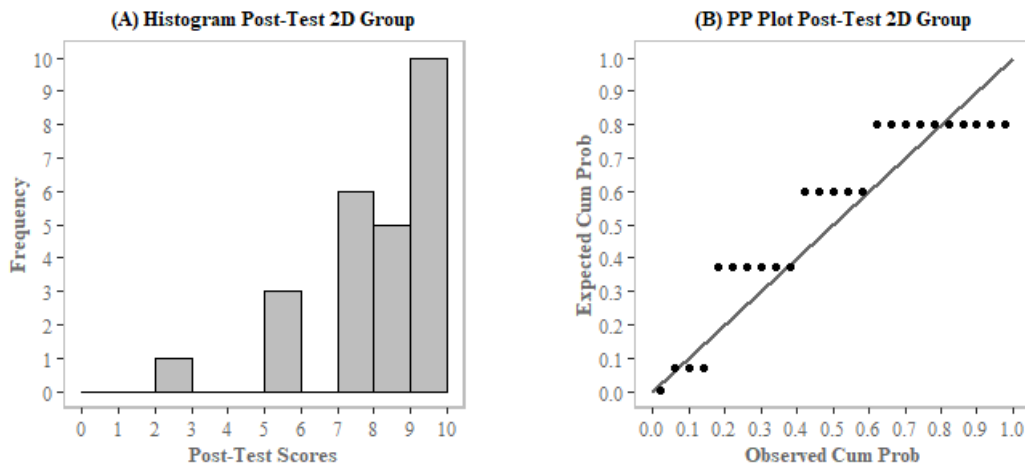 (A) Histogram Post-Test 2D Group
Frequency
10
9
8
7
6
5
4
3
2
1
0
0 1 2 3 4 5 6 7 8 9 10
Post-Test Scores
(B) PP Plot Post-Test 2D Group
Expected Cum Prob
1.0
0.9
0.8
0.7
0.6
0.5
0.4
0.3
0.2
0.1
0.0
0.0 0.1 0.2 0.3 0.4 0.5 0.6 0.7 0.8 0.9 1.0
Observed Cum Prob